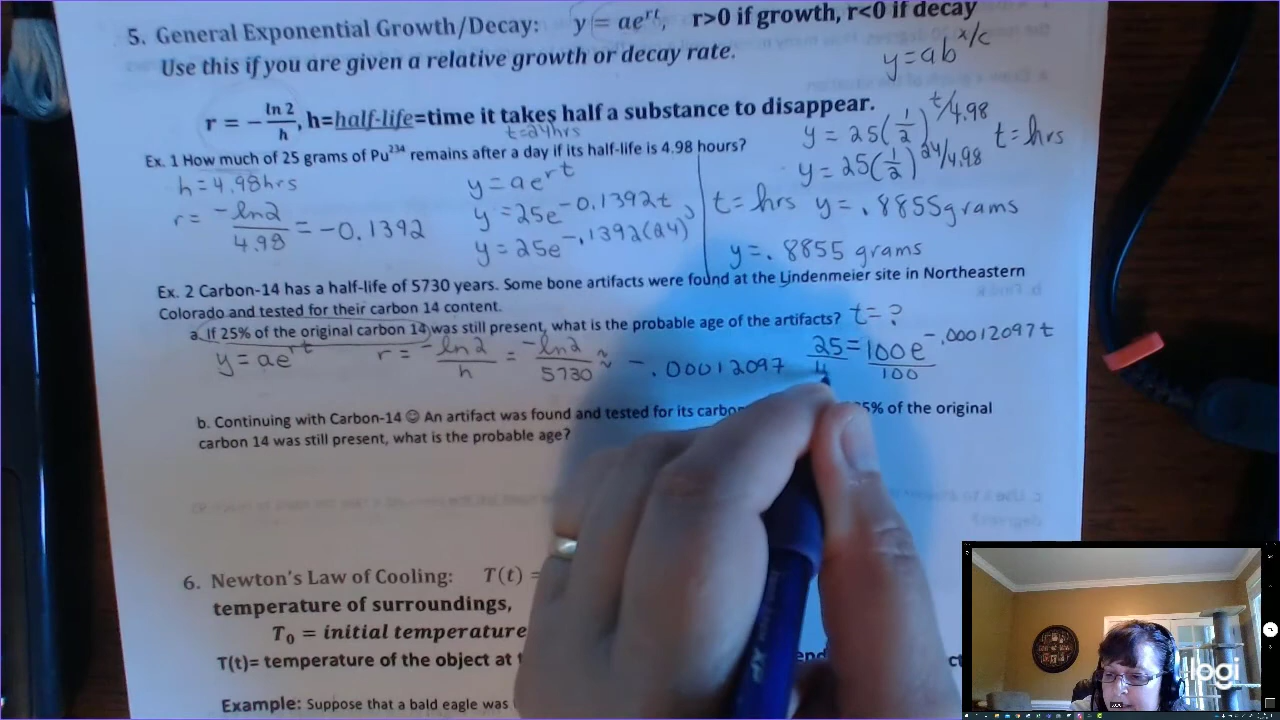 5. General Exponential Growth/Decay: y = ae^rt, r>0 if growth, r<0 if decay
Use this if you are given a relative growth or decay rate.
y = ab^x/c
r = - ln 2 / h, h=half-life=time it takes half a substance to disappear.
t=24hrs
y = 25(1/2)^t/4.98 t=hrs
Ex. 1 How much of 25 grams of Pu²³⁴ remains after a day if its half-life is 4.98 hours?
y = 25(1/2)^24/4.98
h=4.98hrs
y=ae^rt
r = -ln2 / 4.98 = -0.1392
y = 25e^-0.1392t
t = hrs
y = .8855grams
y = 25e^-.1392(24)
y = .8855 grams
Ex. 2 Carbon-14 has a half-life of 5730 years. Some bone artifacts were found at the Lindenmeier site in Northeastern
Colorado and tested for their carbon 14 content.
a. If 25% of the original carbon 14 was still present, what is the probable age of the artifacts? t=?
y=ae^rt r = -ln2 / h = -ln2 / 5730 ≈ -.00012097 25 = 100e^-.00012097t
100
b. Continuing with Carbon-14 ☺ An artifact was found and tested for its % of the original
carbon 14 was still present, what is the probable age?
6. Newton's Law of Cooling: T(t) =
temperature of surroundings,
T₀ = initial temperature
T(t)= temperature of the object at
Example: Suppose that a bald eagle was
logi